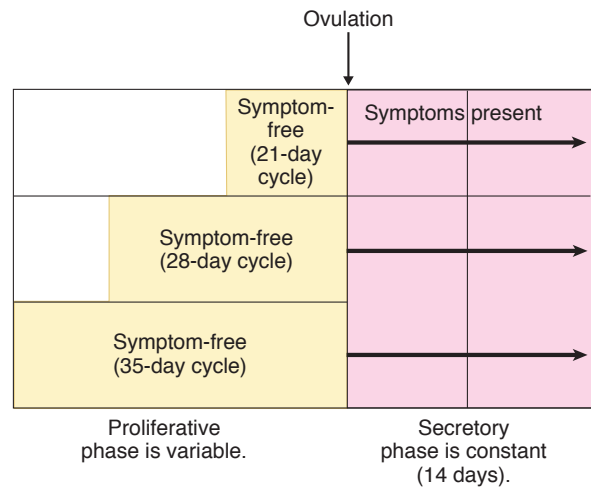 Ovulation
Symptom-
free
(21-day
cycle)
Symptoms present
Symptom-free
(28-day cycle)
Symptom-free
(35-day cycle)
Proliferative
phase is variable.
Secretory
phase is constant
(14 days).